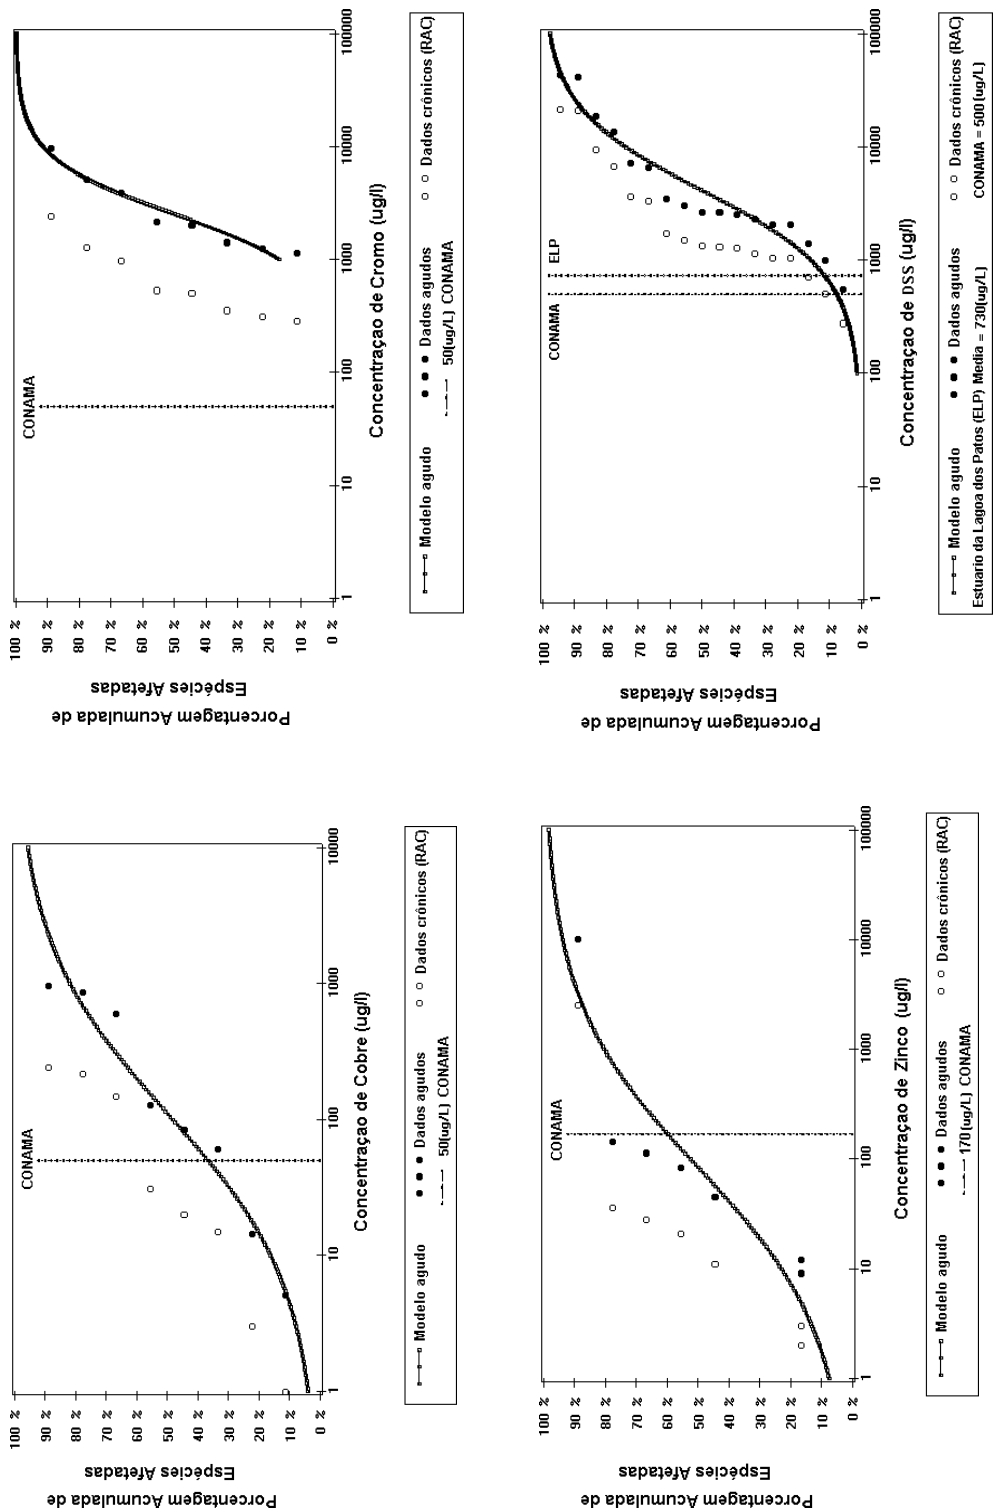 Porcentagem Acumulada de
Espécies Afetadas
100 %
90 %
80 %
70 %
60 %
50 %
40 %
30 %
20 %
10 %
0 %
CONAMA
1
10
100
1000
10000
Concentraçao de Cobre (ug/l)
Modelo agudo
Dados agudos
Dados crônicos (RAC)
50(ug/L) CONAMA
Porcentagem Acumulada de
Espécies Afetadas
100 %
90 %
80 %
70 %
60 %
50 %
40 %
30 %
20 %
10 %
0 %
CONAMA
1
10
100
1000
10000
100000
Concentraçao de Cromo (ug/l)
Modelo agudo
Dados agudos
Dados crônicos (RAC)
50(ug/L) CONAMA
Porcentagem Acumulada de
Espécies Afetadas
100 %
90 %
80 %
70 %
60 %
50 %
40 %
30 %
20 %
10 %
0 %
CONAMA
1
10
100
1000
10000
100000
Concentraçao de Zinco (ug/l)
Modelo agudo
Dados agudos
Dados crônicos (RAC)
170(ug/L) CONAMA
Porcentagem Acumulada de
Espécies Afetadas
100 %
90 %
80 %
70 %
60 %
50 %
40 %
30 %
20 %
10 %
0 %
CONAMA
ELP
1
10
100
1000
10000
100000
Concentraçao de DSS (ug/l)
Modelo agudo
Dados agudos
Dados crônicos (RAC)
Estuario da Lagoa dos Patos (ELP) Media = 730(ug/L)
CONAMA = 500(ug/L)